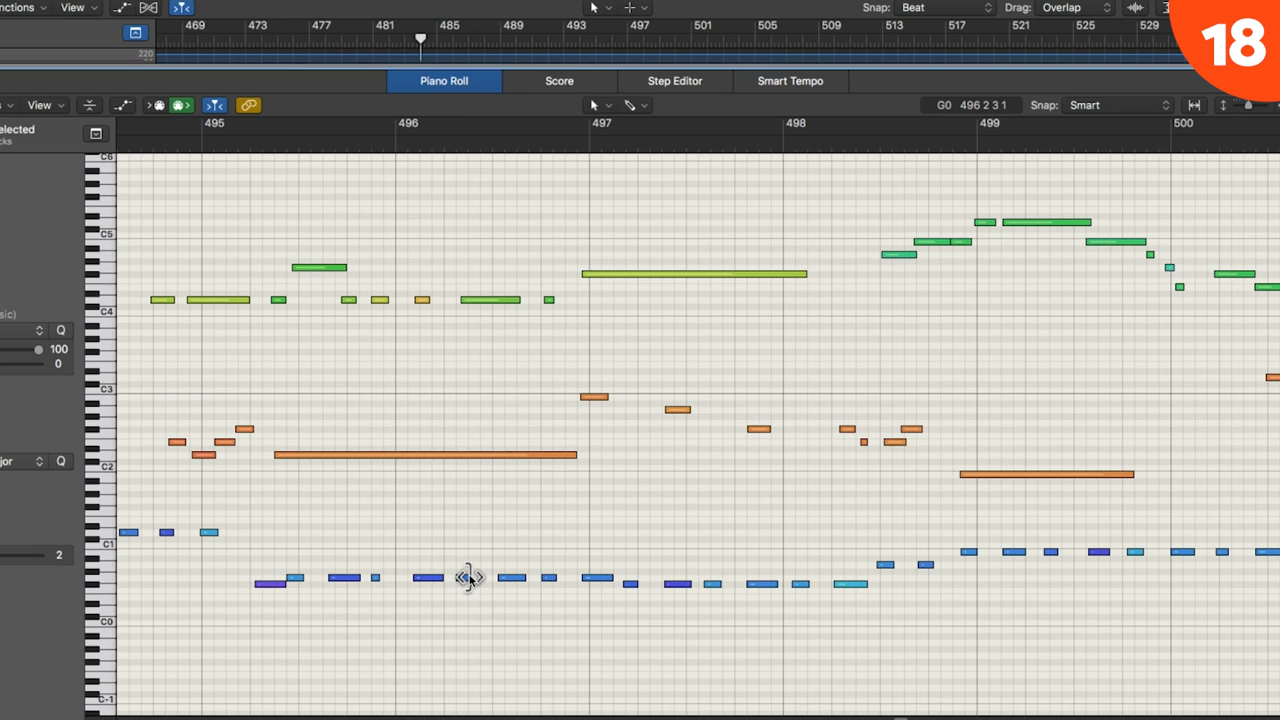 nctions View Snap: Beat Drag: Overlap
18
469 473 477 481 485 489 493 497 501 505 509 513 517 521 525 529
220
Piano Roll Score Step Editor Smart Tempo
s View G0 496 2 3 1 Snap: Smart
elected
cks
495 496 497 498 499 500
C6
C5
C4
sic)
Q
100
0
C3
jor Q
C2
C1
2
C0
C-1